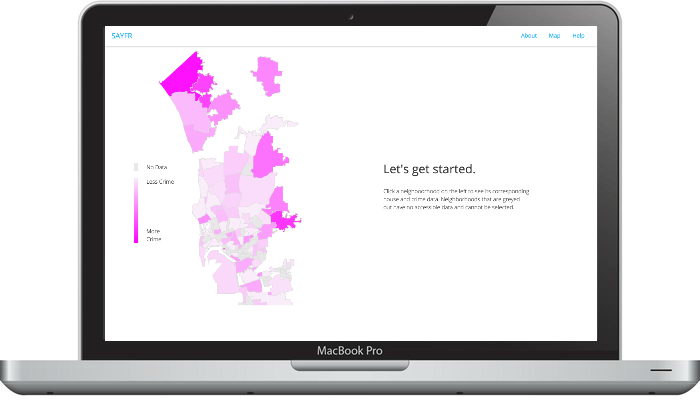 SAYFR
About Map Help
No Data
Less Crime
More
Crime
Let's get started.
Click a neighboorhood on the left to see its corresponding
house and crime data. Neighborhoods that are greyed
out have no accessible data and cannot be selected.
MacBook Pro